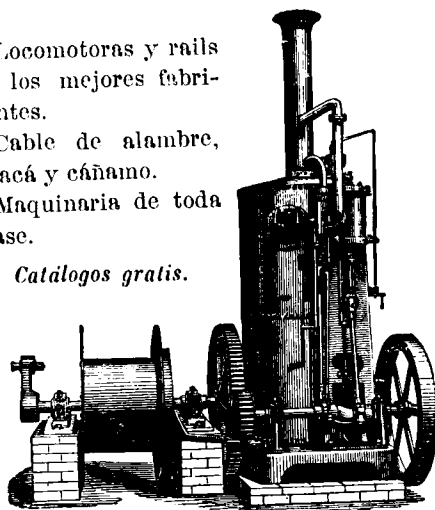 Locomotoras y rails
los mejores fabri-
ntes.
Cable de alambre,
acá y cáñamo.
Maquinaria de toda
ase.
Catálogos gratis.